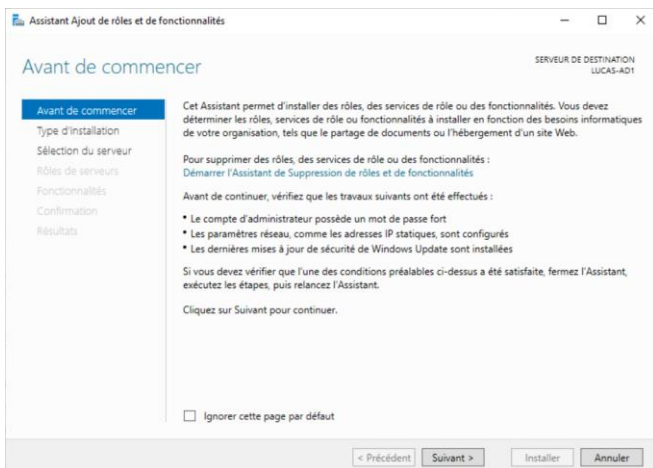 Assistant Ajout de rôles et de fonctionnalités
Avant de commencer
SERVEUR DE DESTINATION
LUCAS-AD1
Avant de commencer
Type d'installation
Sélection du serveur
Rôles de serveurs
Fonctionnalités
Confirmation
Résultats
Cet Assistant permet d'installer des rôles, des services de rôle ou des fonctionnalités. Vous devez
déterminer les rôles, services de rôle ou fonctionnalités à installer en fonction des besoins informatiques
de votre organisation, tels que le partage de documents ou l'hébergement d'un site Web.
Pour supprimer des rôles, des services de rôle ou des fonctionnalités :
Démarrer l'Assistant de Suppression de rôles et de fonctionnalités
Avant de continuer, vérifiez que les travaux suivants ont été effectués :
• Le compte d'administrateur possède un mot de passe fort
• Les paramètres réseau, comme les adresses IP statiques, sont configurés
• Les dernières mises à jour de sécurité de Windows Update sont installées
Si vous devez vérifier que l'une des conditions préalables ci-dessus a été satisfaite, fermez l'Assistant,
exécutez les étapes, puis relancez l'Assistant.
Cliquez sur Suivant pour continuer.
Ignorer cette page par défaut
< Précédent
Suivant >
Installer
Annuler